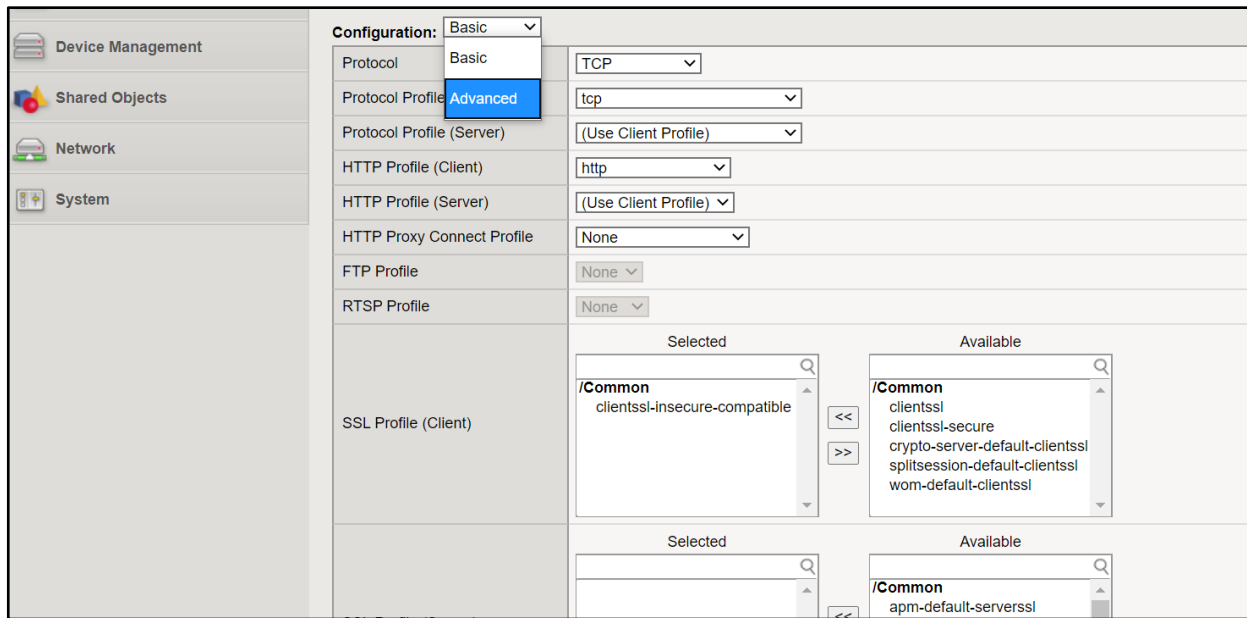 Configuration: Basic
Basic
Advanced
Device Management
Shared Objects
Network
System
Protocol TCP
Protocol Profile tcp
Protocol Profile (Server) (Use Client Profile)
HTTP Profile (Client) http
HTTP Profile (Server) (Use Client Profile)
HTTP Proxy Connect Profile None
FTP Profile None
RTSP Profile None
SSL Profile (Client)
Selected Available
/Common /Common
clientssl-insecure-compatible clientssl
<< clientssl-secure
>> crypto-server-default-clientssl
splitsession-default-clientssl
wom-default-clientssl
Selected Available
/Common
<< apm-default-serverssl